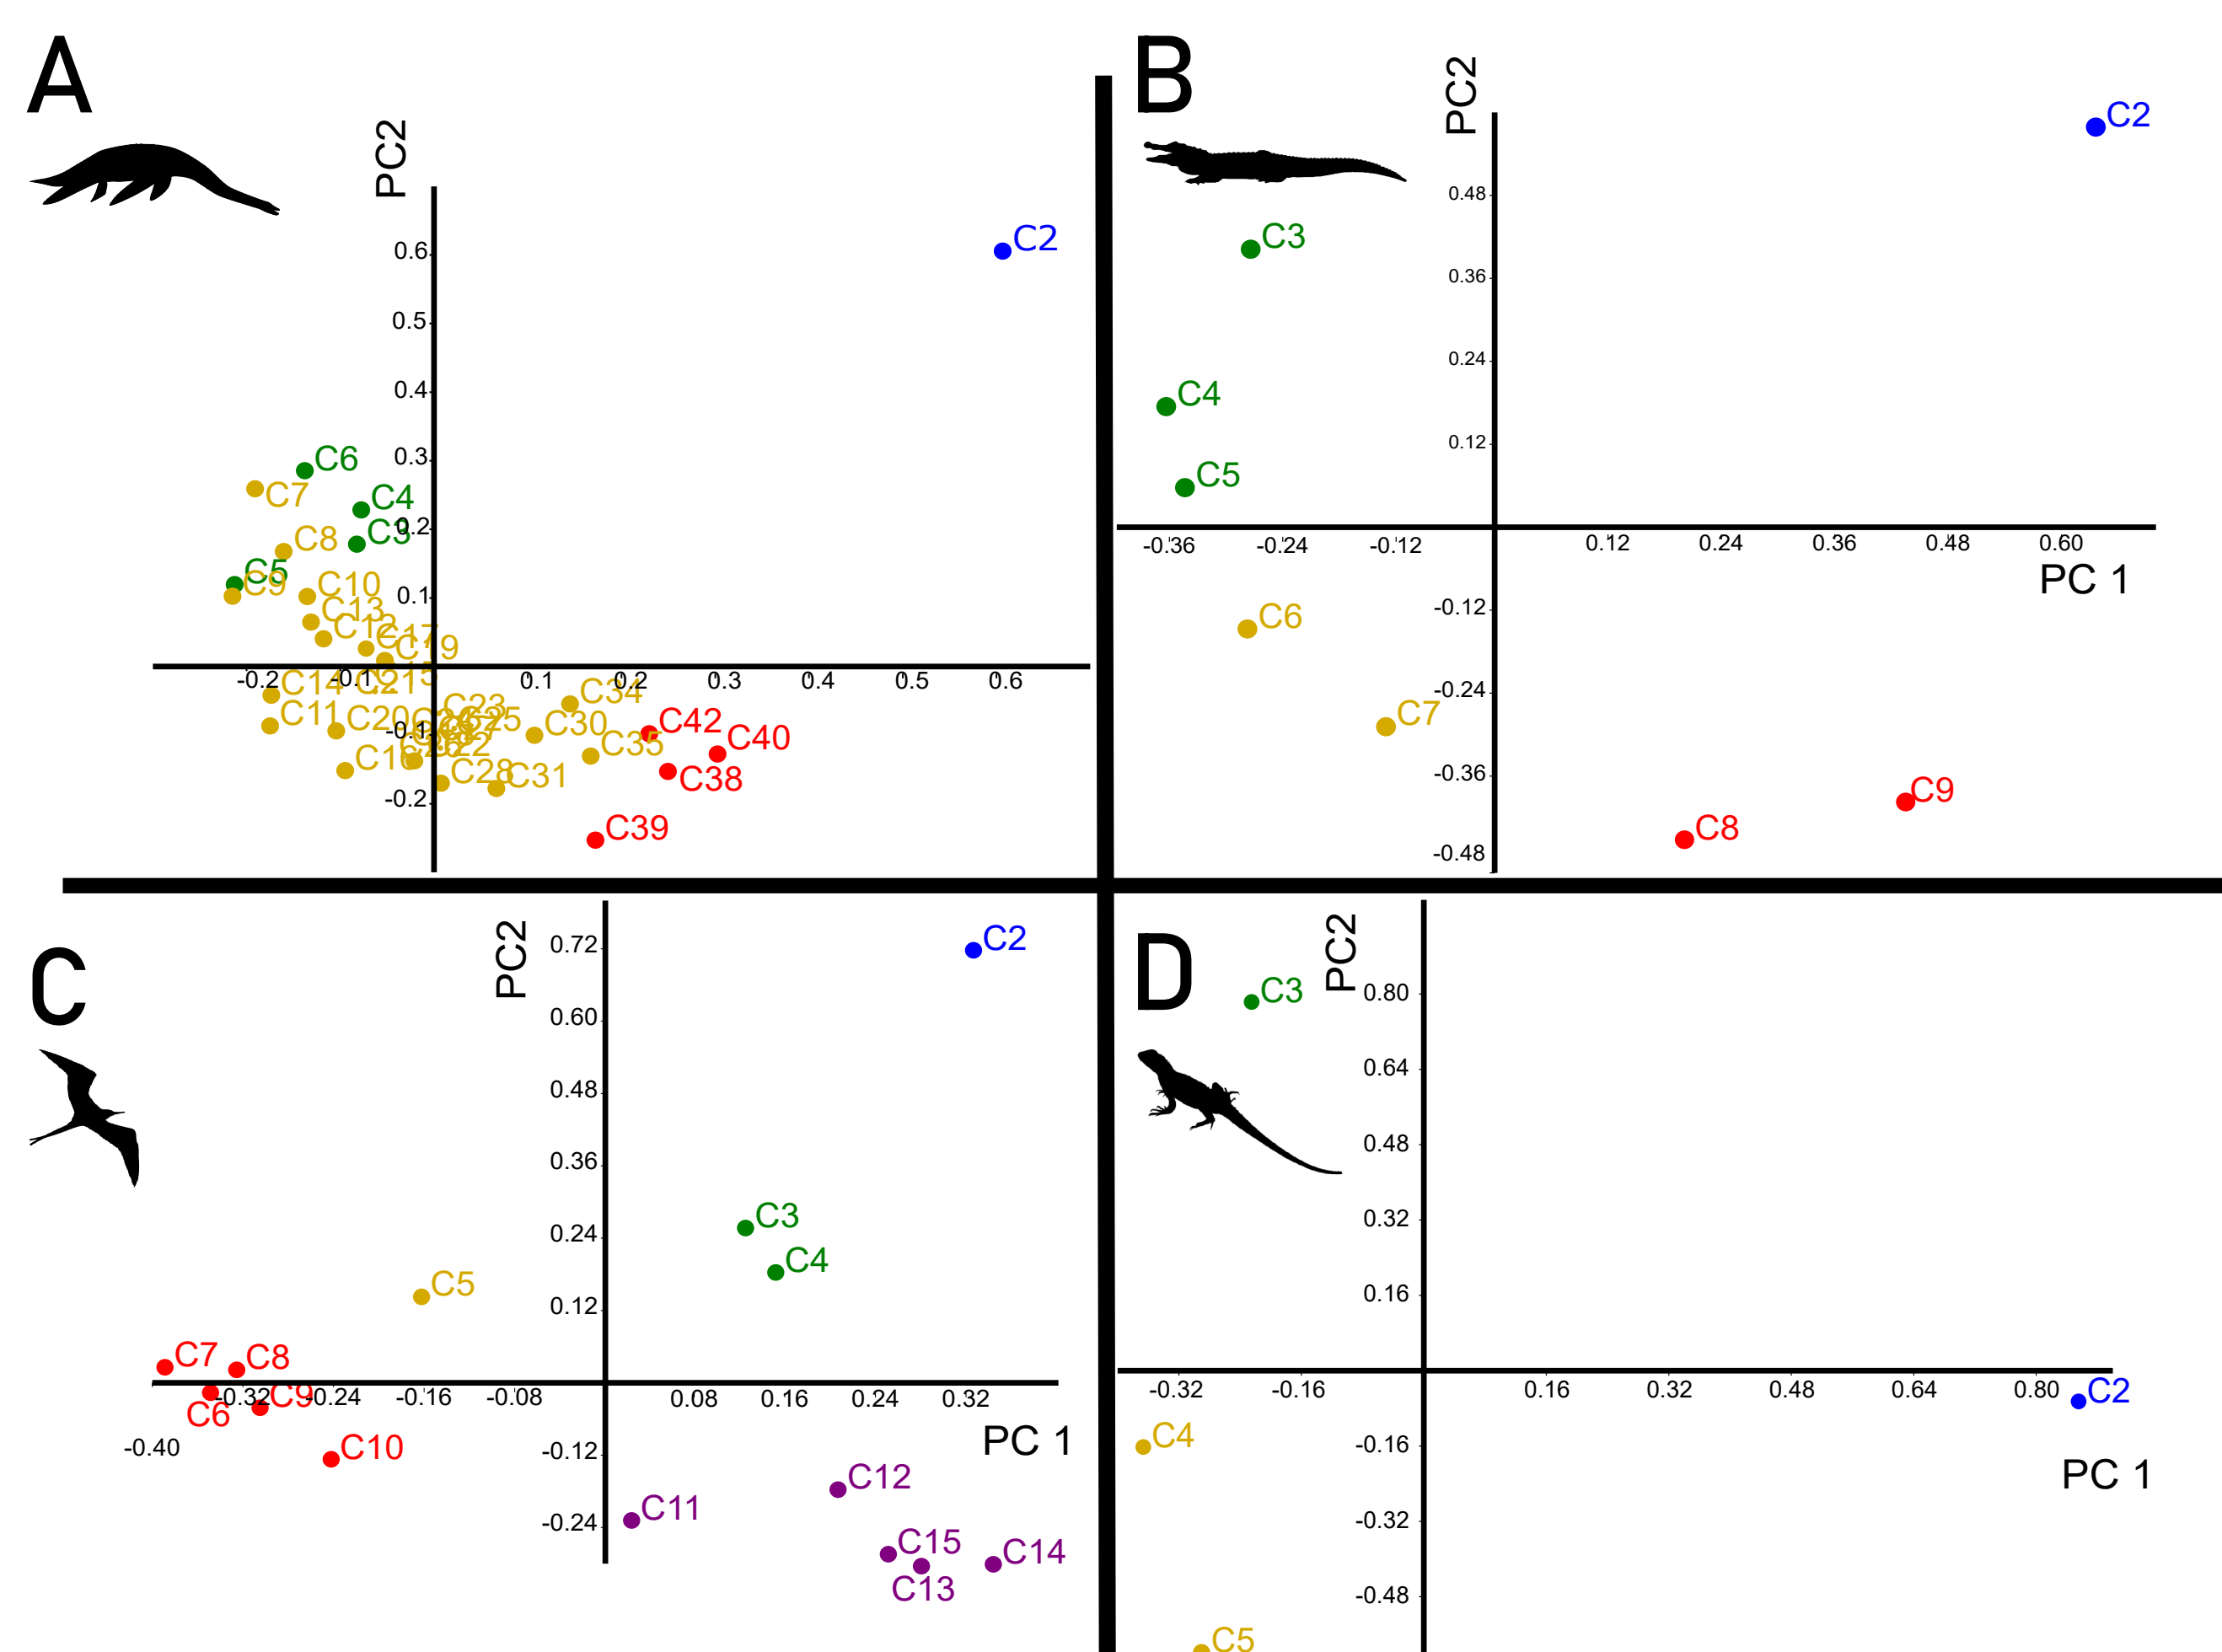 A
PC2
0.6
0.5
0.4
0.3
0.2
0.1
-0.1
-0.2
-0.2
-0.1
0.1
0.2
0.3
0.4
0.5
0.6
C2
C6
C7
C4
C3
C8
C5
C9
C10
C13
C12
C17
C19
C14
C21
C15
C11
C20
C23
C25
C22
C16
C28
C31
C30
C34
C35
C42
C40
C38
C39
B
PC2
0.48
0.36
0.24
0.12
-0.12
-0.24
-0.36
-0.48
-0.36
-0.24
-0.12
0.12
0.24
0.36
0.48
0.60
PC 1
C2
C3
C4
C5
C6
C7
C9
C8
C
PC2
0.72
0.60
0.48
0.36
0.24
0.12
-0.12
-0.24
-0.40
-0.32
-0.24
-0.16
-0.08
0.08
0.16
0.24
0.32
PC 1
C2
C3
C4
C5
C7
C8
C6
C9
C10
C12
C11
C15
C14
C13
D
PC2
0.80
0.64
0.48
0.32
0.16
-0.16
-0.32
-0.48
-0.32
-0.16
0.16
0.32
0.48
0.64
0.80
PC 1
C3
C2
C4
C5